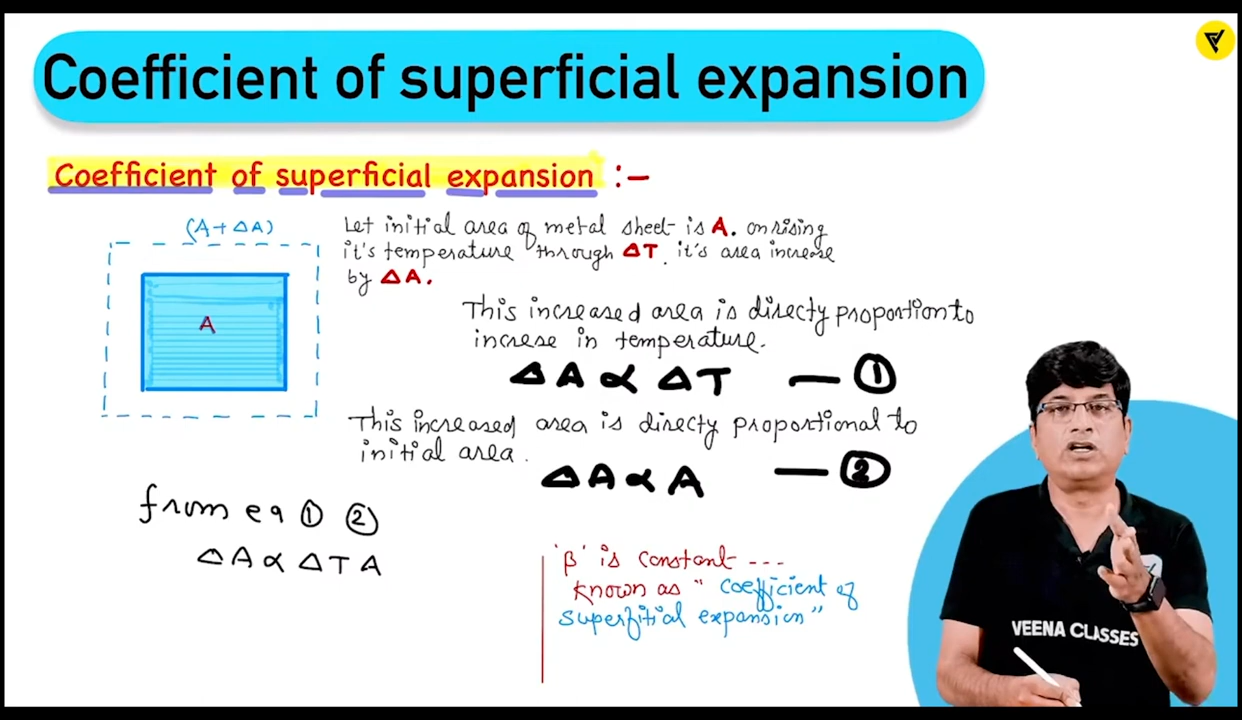 Coefficient of superficial expansion
Coefficient of superficial expansion :-
(A + ΔA)
A
Let initial area of metal sheet is A. on rising
it's temperature through ΔT, it's area increase
by ΔA.
This increased area is directy proportion to
increse in temperature.
ΔA ∝ ΔT — ①
This increased area is directy proportional to
initial area.
ΔA ∝ A — ②
from eq ① ②
ΔA ∝ ΔT A
'β' is constant ---
known as " coefficient of
superfitial expansion"
VEENA CLASSES